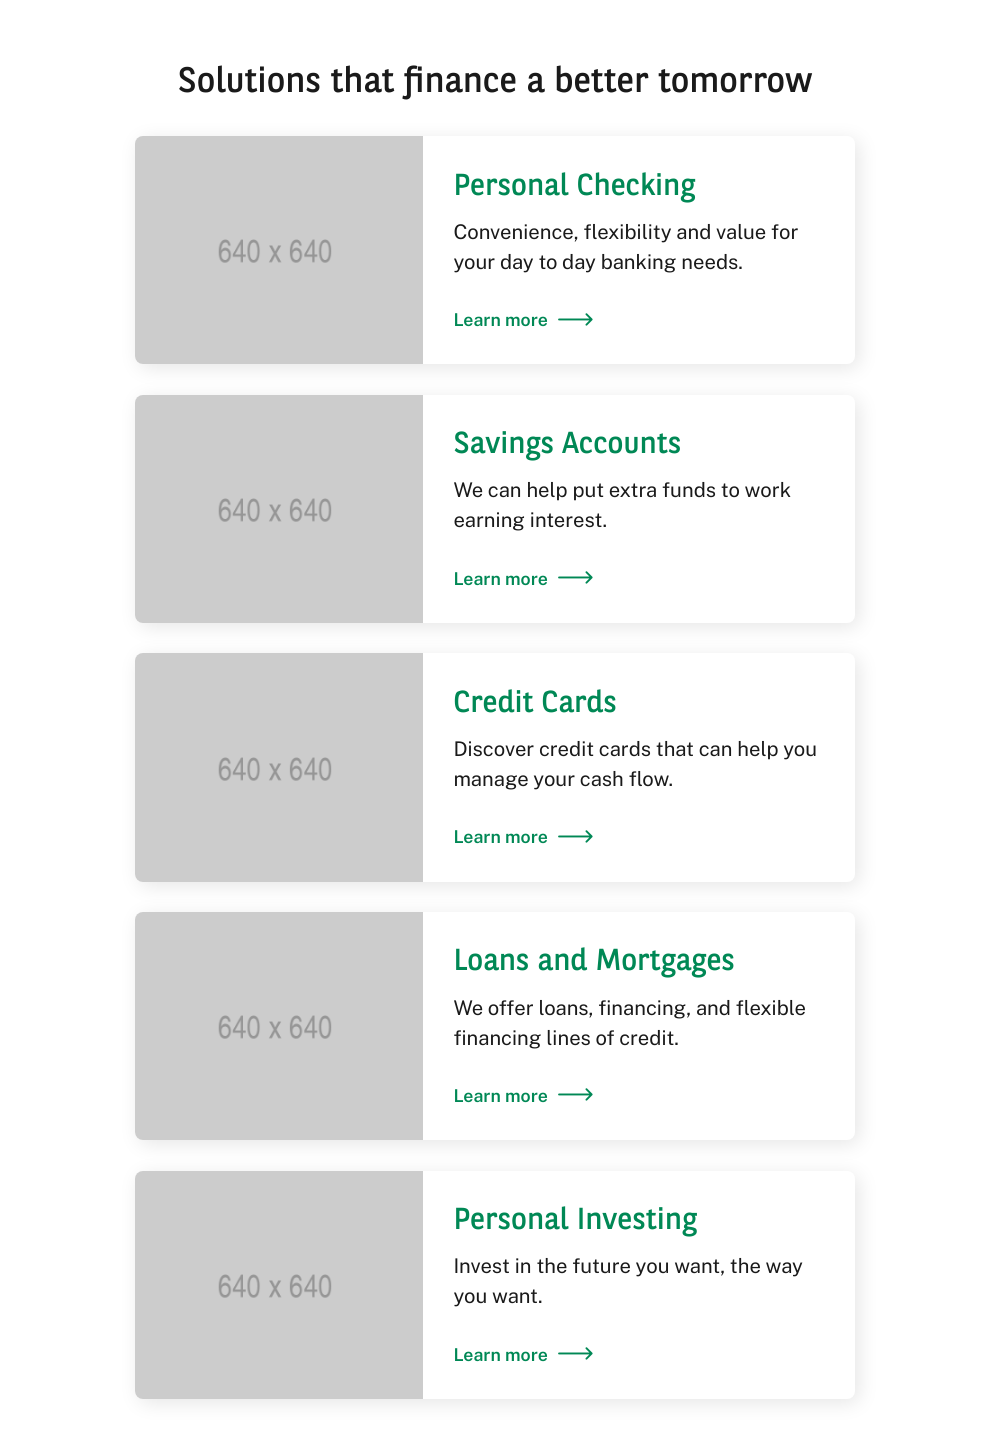 Solutions that finance a better tomorrow
640 x 640
Personal Checking
Convenience, flexibility and value for
your day to day banking needs.
Learn more
640 x 640
Savings Accounts
We can help put extra funds to work
earning interest.
Learn more
640 x 640
Credit Cards
Discover credit cards that can help you
manage your cash flow.
Learn more
640 x 640
Loans and Mortgages
We offer loans, financing, and flexible
financing lines of credit.
Learn more
640 x 640
Personal Investing
Invest in the future you want, the way
you want.
Learn more